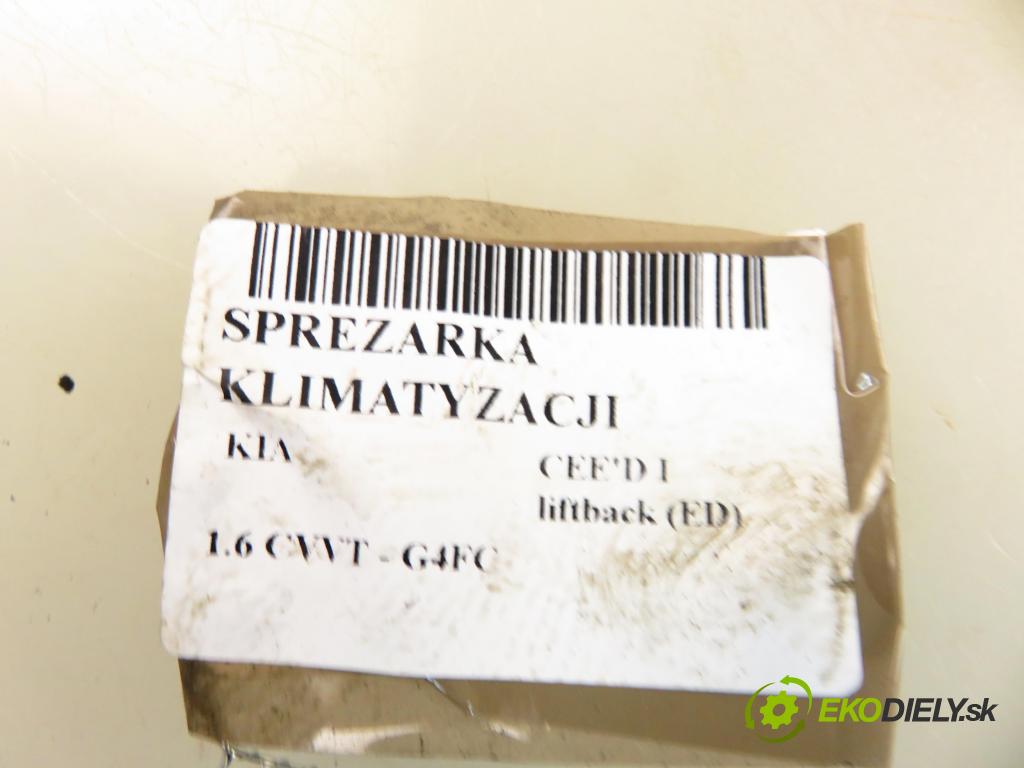 SPREZARKA
KLIMATYZACJI
KIA
CEE'D I
liftback (ED)
1.6 CVVT - G4FC
EKODIELY.sk